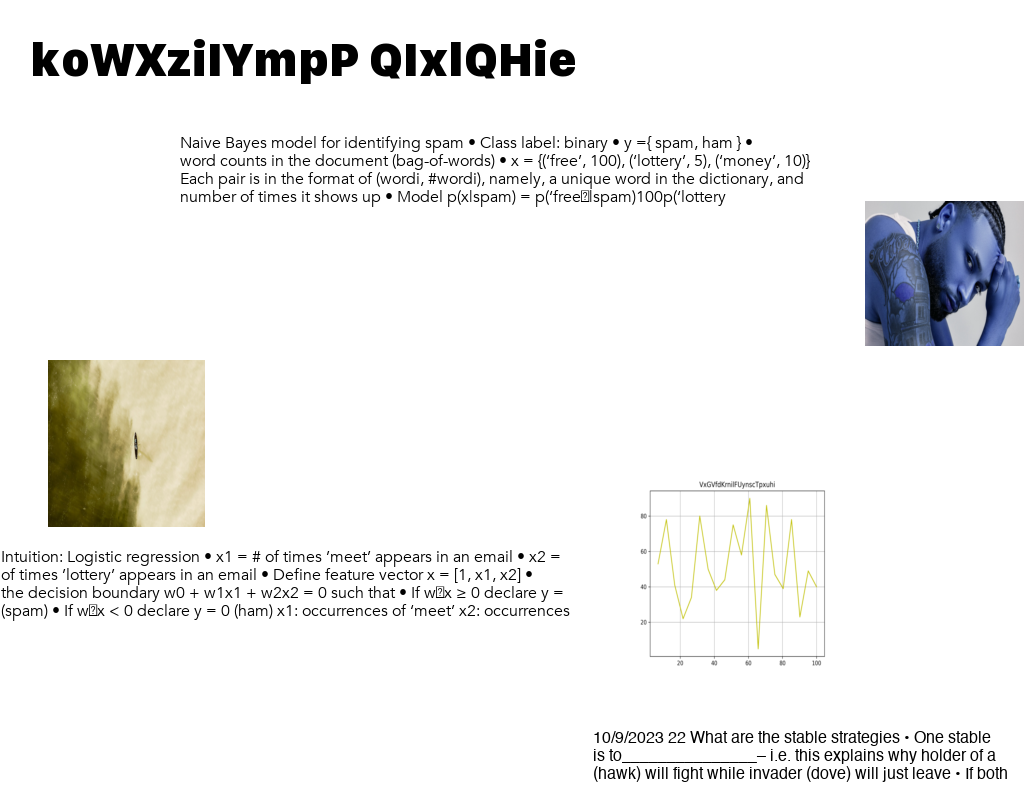 koWXzilYmpP QIxlQHie
Naive Bayes model for identifying spam • Class label: binary • y ={ spam, ham } •
word counts in the document (bag-of-words) • x = {(‘free’, 100), (‘lottery’, 5), (‘money’, 10)}
Each pair is in the format of (wordi, #wordi), namely, a unique word in the dictionary, and
number of times it shows up • Model p(x|spam) = p(‘free�|spam)100p(‘lottery
VxGVfdKrnilFUynscTpxuhi
80
60
40
20
20 40 60 80 100
Intuition: Logistic regression • x1 = # of times ‘meet’ appears in an email • x2 =
of times ‘lottery’ appears in an email • Define feature vector x = [1, x1, x2] •
the decision boundary w0 + w1x1 + w2x2 = 0 such that • If w�x ≥ 0 declare y =
(spam) • If w�x < 0 declare y = 0 (ham) x1: occurrences of ‘meet’ x2: occurrences
10/9/2023 22 What are the stable strategies • One stable
is to________________– i.e. this explains why holder of a
(hawk) will fight while invader (dove) will just leave • If both